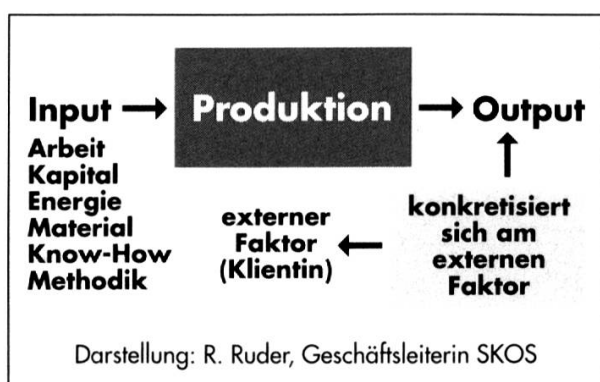 Input → Produktion → Output
Arbeit
Kapital
Energie
Material
Know-How
Methodik
externer
Faktor
(Klientin)
konkretisiert
sich am
externen
Faktor
Darstellung: R. Ruder, Geschäftsleiterin SKOS